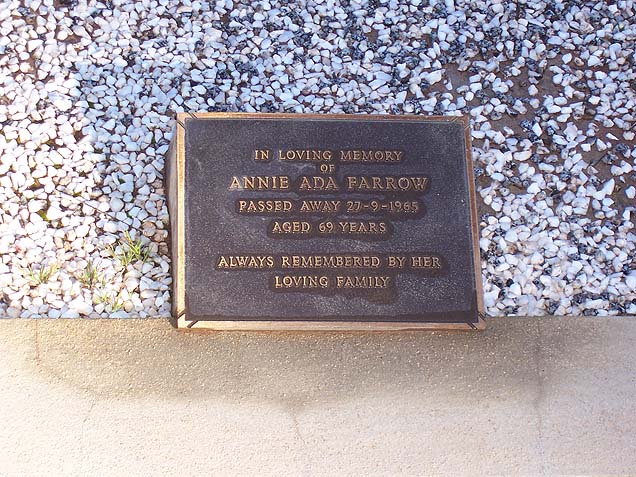 IN LOVING MEMORY
OF
ANNIE ADA FARROW
PASSED AWAY 27-9-1965
AGED 69 YEARS
ALWAYS REMEMBERED BY HER
LOVING FAMILY